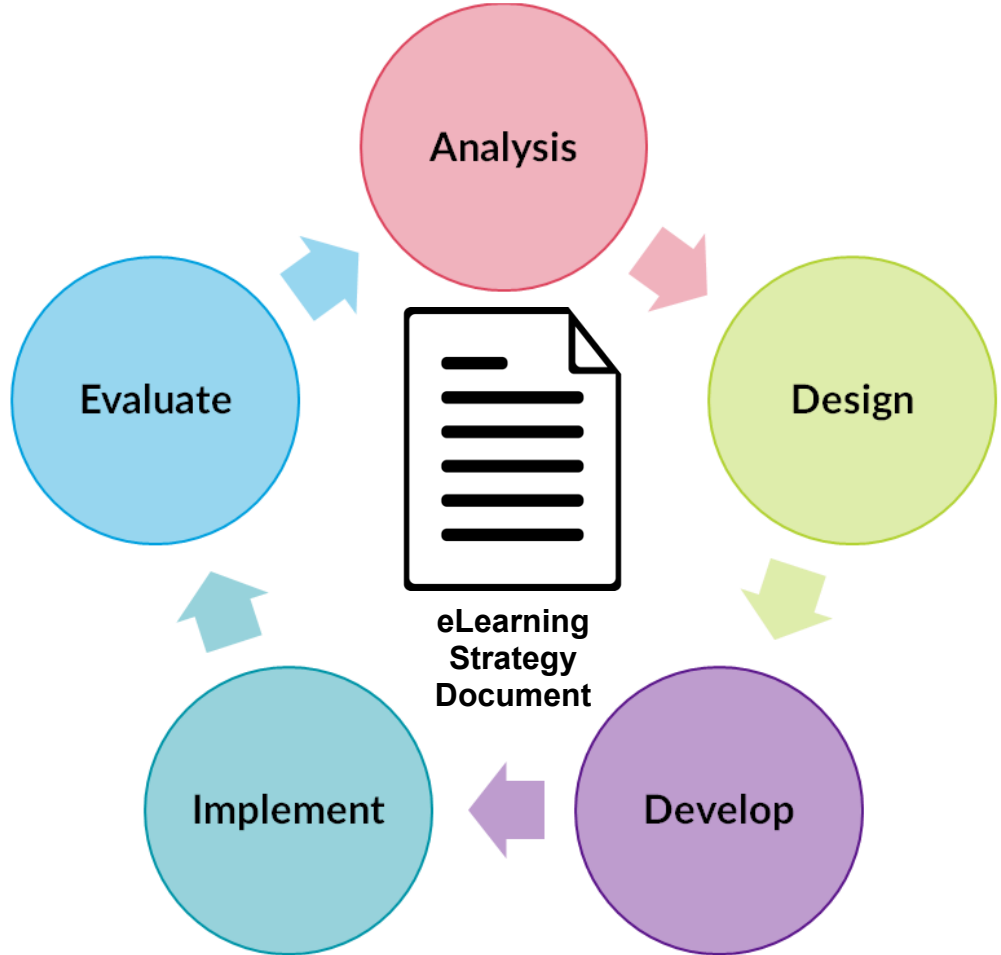 Analysis
Evaluate
Design
eLearning
Strategy
Document
Implement
Develop